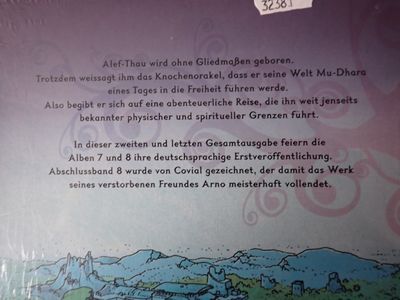 32381
Alef-Thau wird ohne Gliedmaßen geboren.
Trotzdem weissagt ihm das Knochenorakel, dass er seine Welt Mu-Dhara
eines Tages in die Freiheit führen werde.
Also begibt er sich auf eine abenteuerliche Reise, die ihn weit jenseits
bekannter physischer und spiritueller Grenzen führt.
In dieser zweiten und letzten Gesamtausgabe feiern die
Alben 7 und 8 ihre deutschsprachige Erstveröffentlichung.
Abschlussband 8 wurde von Covial gezeichnet, der damit das Werk
seines verstorbenen Freundes Arno meisterhaft vollendet.